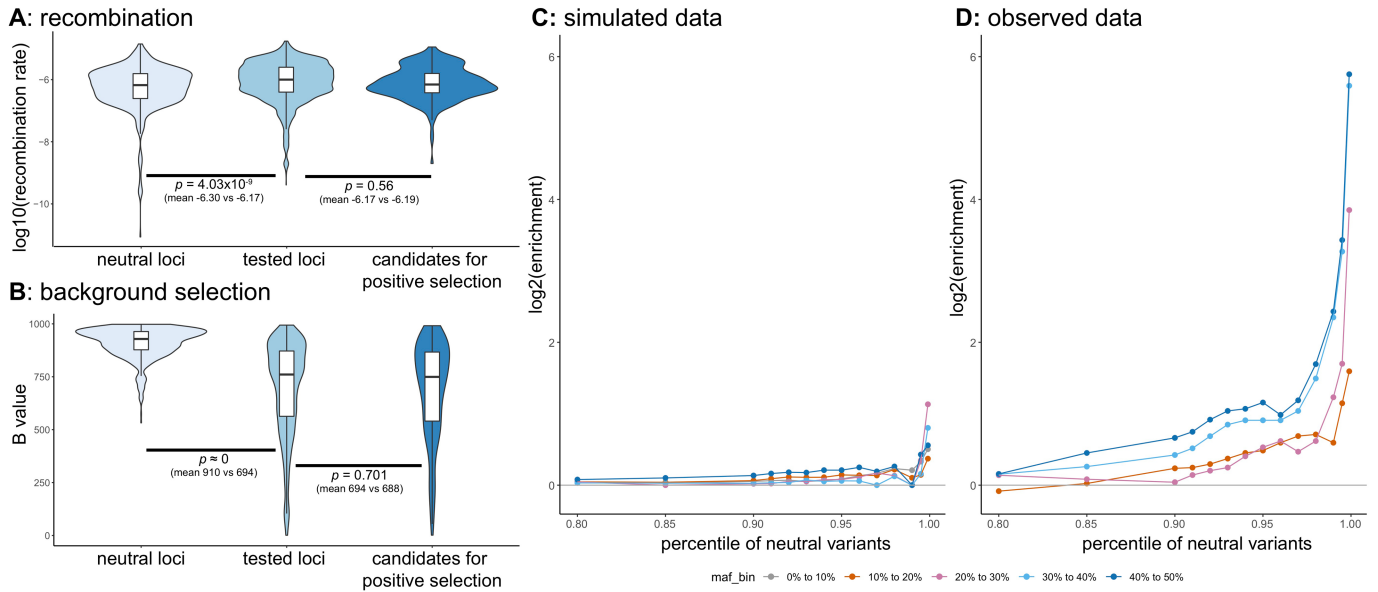 A: recombination
log10(recombination rate)
−6
−8
−10
p = 4.03x10-9
(mean -6.30 vs -6.17)
p = 0.56
(mean -6.17 vs -6.19)
neutral loci
tested loci
candidates for
positive selection
B: background selection
B value
1000
750
500
250
0
p ≈ 0
(mean 910 vs 694)
p = 0.701
(mean 694 vs 688)
neutral loci
tested loci
candidates for
positive selection
C: simulated data
log2(enrichment)
6
4
2
0
0.80 0.85 0.90 0.95 1.00
percentile of neutral variants
D: observed data
log2(enrichment)
6
4
2
0
0.80 0.85 0.90 0.95 1.00
percentile of neutral variants
maf_bin 0% to 10% 10% to 20% 20% to 30% 30% to 40% 40% to 50%